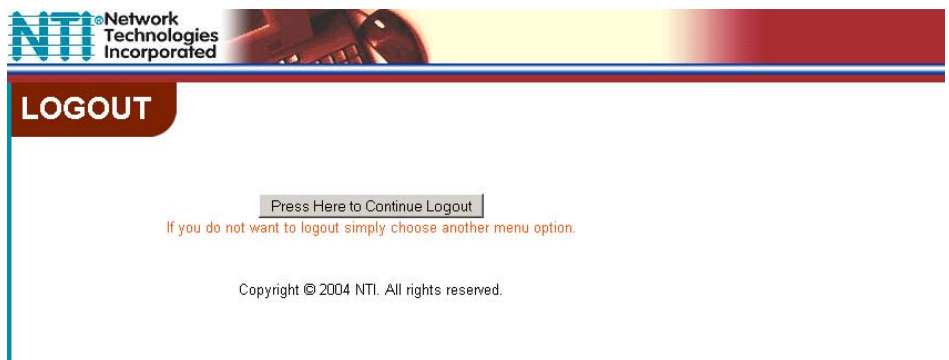 NTI® Network
Technologies
Incorporated
LOGOUT
Press Here to Continue Logout
If you do not want to logout simply choose another menu option.
Copyright © 2004 NTI. All rights reserved.